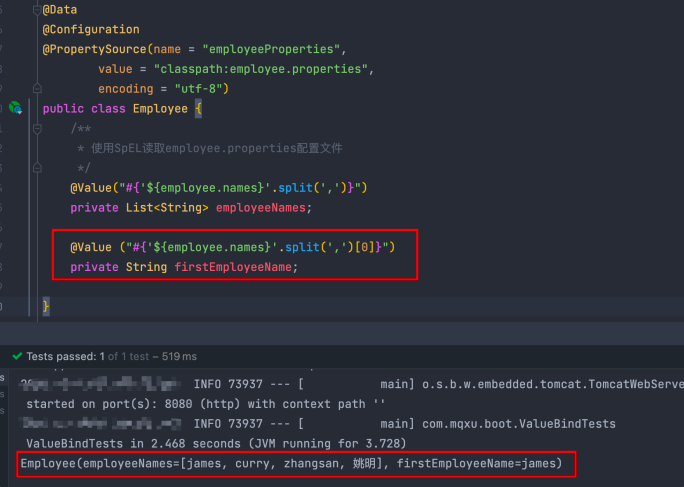 @Data
@Configuration
@PropertySource(name = "employeeProperties",
value = "classpath:employee.properties",
encoding = "utf-8")
public class Employee {
/**
* 使用SpEL读取employee.properties配置文件
*/
@Value("#{'${employee.names}'.split(',')}")
private List<String> employeeNames;
@Value ("#{'${employee.names}'.split(',')[0]}")
private String firstEmployeeName;
}
Tests passed: 1 of 1 test – 519 ms
INFO 73937 --- [ main] o.s.b.w.embedded.tomcat.TomcatWebServe
started on port(s): 8080 (http) with context path ''
INFO 73937 --- [ main] com.mqxu.boot.ValueBindTests
ValueBindTests in 2.468 seconds (JVM running for 3.728)
Employee(employeeNames=[james, curry, zhangsan, 姚明], firstEmployeeName=james)